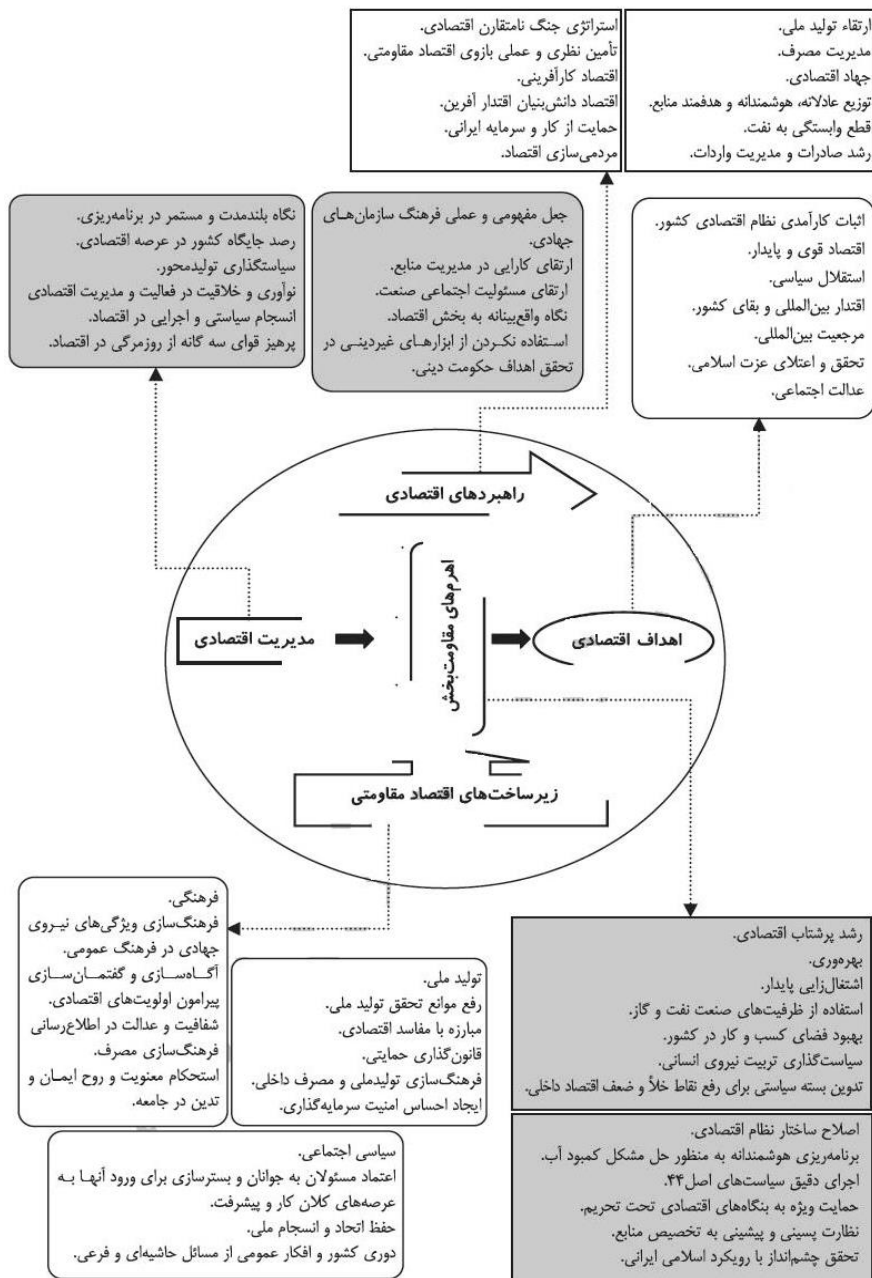 ارتقاء تولید ملی.
مدیریت مصرف.
جهاد اقتصادی.
توزیع عادلانه، هوشمندانه و هدفمند منابع.
قطع وابستگی به نفت.
رشد صادرات و مدیریت واردات.
استراتژی جنگ نامتقارن اقتصادی.
تأمین نظری و عملی بازوی اقتصاد مقاومتی.
اقتصاد کارآفرینی.
اقتصاد دانش‌بنیان اقتدار آفرین.
حمایت از کار و سرمایه ایرانی.
مردمی‌سازی اقتصاد.
اثبات کارآمدی نظام اقتصادی کشور.
اقتصاد قوی و پایدار.
استقلال سیاسی.
اقتدار بین‌المللی و بقای کشور.
مرجعیت بین‌المللی.
تحقق و اعتلای عزت اسلامی.
عدالت اجتماعی.
جعل مفهومی و عملی فرهنگ سازمان‌های
جهادی.
ارتقای کارایی در مدیریت منابع.
ارتقای مسئولیت اجتماعی صنعت.
نگاه واقع‌بینانه به بخش اقتصاد.
استفاده نکردن از ابزارهای غیردینی در
تحقق اهداف حکومت دینی.
نگاه بلندمدت و مستمر در برنامه‌ریزی.
رصد جایگاه کشور در عرصه اقتصادی.
سیاستگذاری تولیدمحور.
نوآوری و خلاقیت در فعالیت و مدیریت اقتصادی
انسجام سیاستی و اجرایی در اقتصاد.
پرهیز قوای سه گانه از روزمرگی در اقتصاد.
راهبردهای اقتصادی
اهداف اقتصادی
اهرم‌های مقاومت‌بخش
مدیریت اقتصادی
زیرساخت‌های اقتصاد مقاومتی
رشد پرشتاب اقتصادی.
بهره‌وری.
اشتغال‌زایی پایدار.
استفاده از ظرفیت‌های صنعت نفت و گاز.
بهبود فضای کسب و کار در کشور.
سیاست‌گذاری تربیت نیروی انسانی.
تدوین بسته سیاستی برای رفع نقاط خلأ و ضعف اقتصاد داخلی.
اصلاح ساختار نظام اقتصادی.
برنامه‌ریزی هوشمندانه به منظور حل مشکل کمبود آب.
اجرای دقیق سیاست‌های اصل۴۴.
حمایت ویژه به بنگاه‌های اقتصادی تحت تحریم.
نظارت پسینی و پیشینی به تخصیص منابع.
تحقق چشم‌انداز با رویکرد اسلامی ایرانی.
تولید ملی.
رفع موانع تحقق تولید ملی.
مبارزه با مفاسد اقتصادی.
قانون‌گذاری حمایتی.
فرهنگ‌سازی تولیدملی و مصرف داخلی.
ایجاد احساس امنیت سرمایه‌گذاری.
فرهنگی.
فرهنگ‌سازی ویژگی‌های نیروی
جهادی در فرهنگ عمومی.
آگاه‌سازی و گفتمان‌سازی
پیرامون اولویت‌های اقتصادی.
شفافیت و عدالت در اطلاع‌رسانی
فرهنگ‌سازی مصرف.
استحکام معنویت و روح ایمان و
تدین در جامعه.
سیاسی اجتماعی.
اعتماد مسئولان به جوانان و بسترسازی برای ورود آنها به
عرصه‌های کلان کار و پیشرفت.
حفظ اتحاد و انسجام ملی.
دوری کشور و افکار عمومی از مسائل حاشیه‌ای و فرعی.